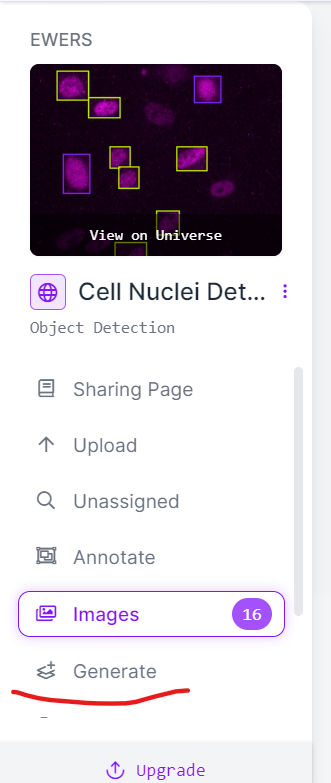 EWERS
View on Universe
Cell Nuclei Det...
Object Detection
Sharing Page
Upload
Unassigned
Annotate
Images 16
Generate
Upgrade